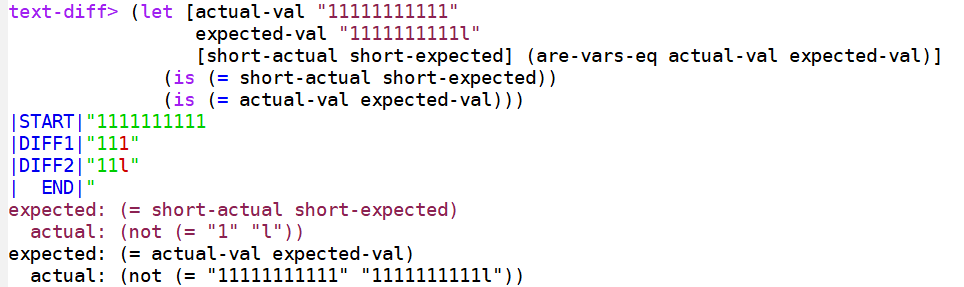 text-diff> (let [actual-val "11111111111"
                 expected-val "1111111111l"
                 [short-actual short-expected] (are-vars-eq actual-val expected-val)]
              (is (= short-actual short-expected))
              (is (= actual-val expected-val)))
|START|"1111111111
|DIFF1|"111"
|DIFF2|"11l"
|  END|"
expected: (= short-actual short-expected)
  actual: (not (= "1" "l"))
expected: (= actual-val expected-val)
  actual: (not (= "11111111111" "1111111111l"))